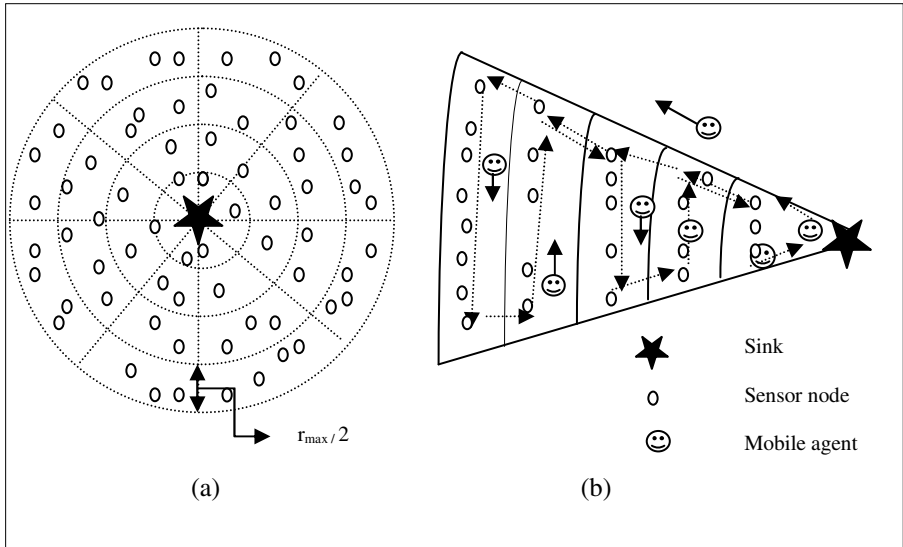 r_max / 2
Sink
Sensor node
Mobile agent
(a)
(b)